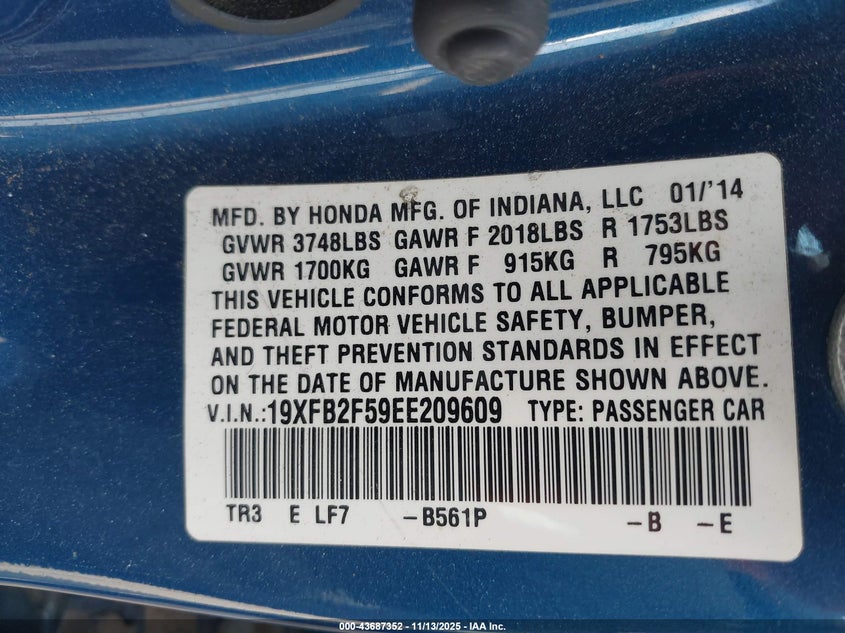 MFD. BY HONDA MFG. OF INDIANA, LLC 01/'14
GVWR 3748LBS GAWR F 2018LBS R 1753LBS
GVWR 1700KG GAWR F 915KG R 795KG
THIS VEHICLE CONFORMS TO ALL APPLICABLE
FEDERAL MOTOR VEHICLE SAFETY, BUMPER,
AND THEFT PREVENTION STANDARDS IN EFFECT
ON THE DATE OF MANUFACTURE SHOWN ABOVE.
V.I.N.:19XFB2F59EE209609 TYPE: PASSENGER CAR
TR3 E LF7 -B561P -B -E
000-43687352 - 11/13/2025 - IAA Inc.